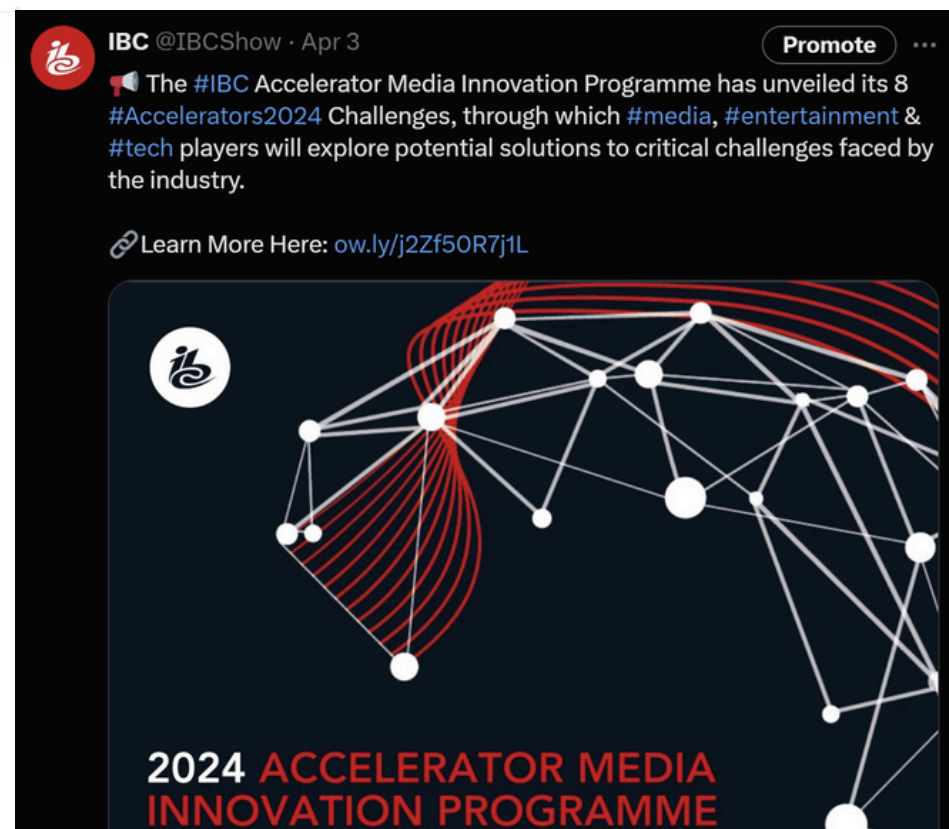 IBC @IBCShow · Apr 3
Promote
📢 The #IBC Accelerator Media Innovation Programme has unveiled its 8
#Accelerators2024 Challenges, through which #media, #entertainment &
#tech players will explore potential solutions to critical challenges faced by
the industry.
🔗Learn More Here: ow.ly/j2Zf50R7j1L
2024 ACCELERATOR MEDIA
INNOVATION PROGRAMME